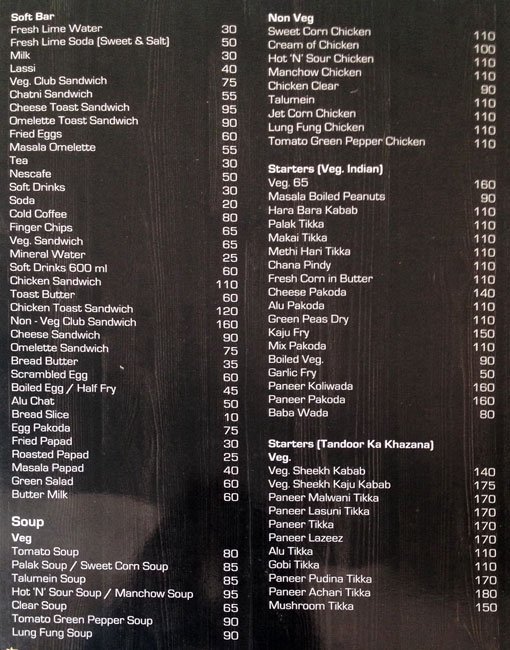 Soft Bar
Fresh Lime Water 30
Fresh Lime Soda (Sweet & Salt) 50
Milk 30
Lassi 40
Veg. Club Sandwich 75
Chatni Sandwich 55
Cheese Toast Sandwich 95
Omelette Toast Sandwich 90
Fried Eggs 60
Masala Omelette 55
Tea 30
Nescafe 50
Soft Drinks 30
Soda 20
Cold Coffee 80
Finger Chips 65
Veg. Sandwich 65
Mineral Water 25
Soft Drinks 600 ml 60
Chicken Sandwich 110
Toast Butter 60
Chicken Toast Sandwich 120
Non - Veg Club Sandwich 160
Cheese Sandwich 90
Omelette Sandwich 75
Bread Butter 35
Scrambled Egg 60
Boiled Egg / Half Fry 45
Alu Chat 50
Bread Slice 10
Egg Pakoda 75
Fried Papad 30
Roasted Papad 25
Masala Papad 40
Green Salad 60
Butter Milk 60
Soup
Veg
Tomato Soup 80
Palak Soup / Sweet Corn Soup 85
Talumein Soup 85
Hot 'N' Sour Soup / Manchow Soup 95
Clear Soup 65
Tomato Green Pepper Soup 90
Lung Fung Soup 90
Non Veg
Sweet Corn Chicken 110
Cream of Chicken 100
Hot 'N' Sour Chicken 110
Manchow Chicken 110
Chicken Clear 90
Talumein 110
Jet Corn Chicken 110
Lung Fung Chicken 110
Tomato Green Pepper Chicken 110
Starters (Veg. Indian)
Veg. 65 160
Masala Boiled Peanuts 90
Hara Bara Kabab 110
Palak Tikka 110
Makai Tikka 110
Methi Hari Tikka 110
Chana Pindy 110
Fresh Corn in Butter 110
Cheese Pakoda 140
Alu Pakoda 110
Green Peas Dry 110
Kaju Fry 150
Mix Pakoda 110
Boiled Veg. 90
Garlic Fry 50
Paneer Koliwada 160
Paneer Pakoda 160
Baba Wada 80
Starters (Tandoor Ka Khazana)
Veg.
Veg. Sheekh Kabab 140
Veg. Sheekh Kaju Kabab 175
Paneer Malwani Tikka 170
Paneer Lasuni Tikka 170
Paneer Tikka 170
Paneer Lazeez 170
Alu Tikka 110
Gobi Tikka 110
Paneer Pudina Tikka 170
Paneer Achari Tikka 180
Mushroom Tikka 150